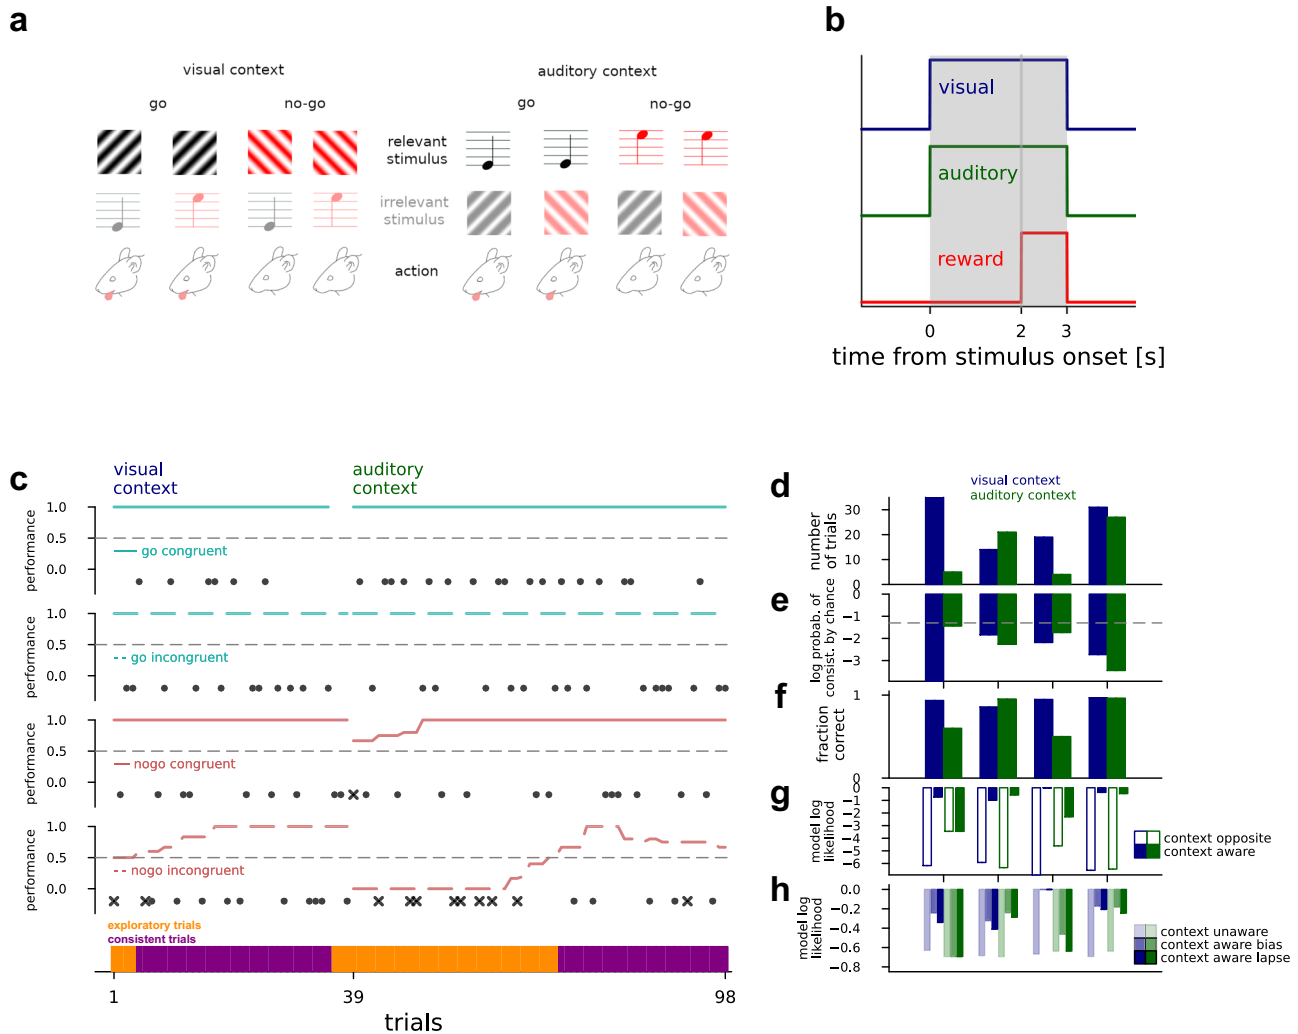 a
visual context
go
no-go
relevant
stimulus
irrelevant
stimulus
action
auditory context
go
no-go
b
visual
auditory
reward
0
2
3
time from stimulus onset [s]
c
visual
context
auditory
context
performance
1.0
0.5
0.0
go congruent
performance
1.0
0.5
0.0
go incongruent
performance
1.0
0.5
0.0
nogo congruent
performance
1.0
0.5
0.0
nogo incongruent
exploratory trials
consistent trials
1
39
98
trials
d
visual context
auditory context
number
of trials
30
20
10
0
e
log probab. of
consist. by chance
0
−1
−2
−3
f
fraction
correct
1
0
g
model log
likelihood
0
−1
−2
−3
−4
−5
−6
context opposite
context aware
h
model log
likelihood
0.0
−0.2
−0.4
−0.6
−0.8
context unaware
context aware bias
context aware lapse